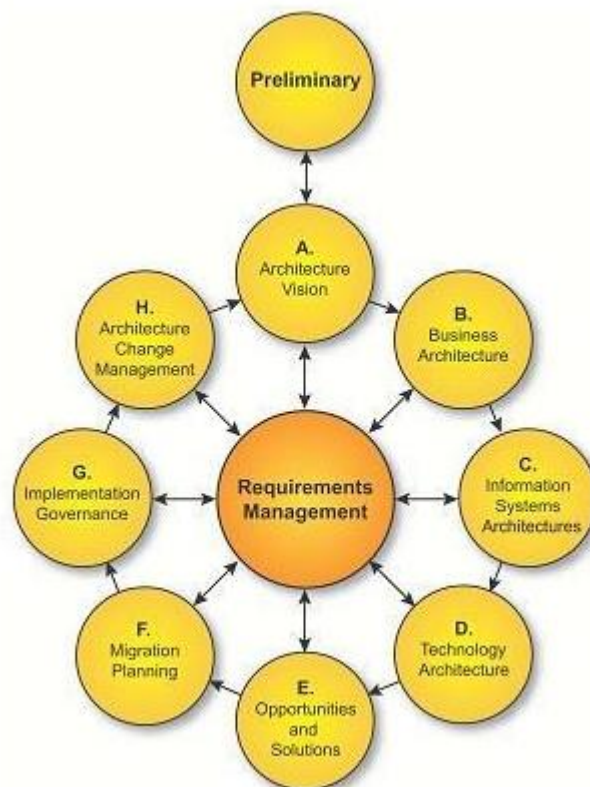 Preliminary
A.
Architecture
Vision
B.
Business
Architecture
C.
Information
Systems
Architectures
D.
Technology
Architecture
E.
Opportunities
and
Solutions
F.
Migration
Planning
G.
Implementation
Governance
H.
Architecture
Change
Management
Requirements
Management